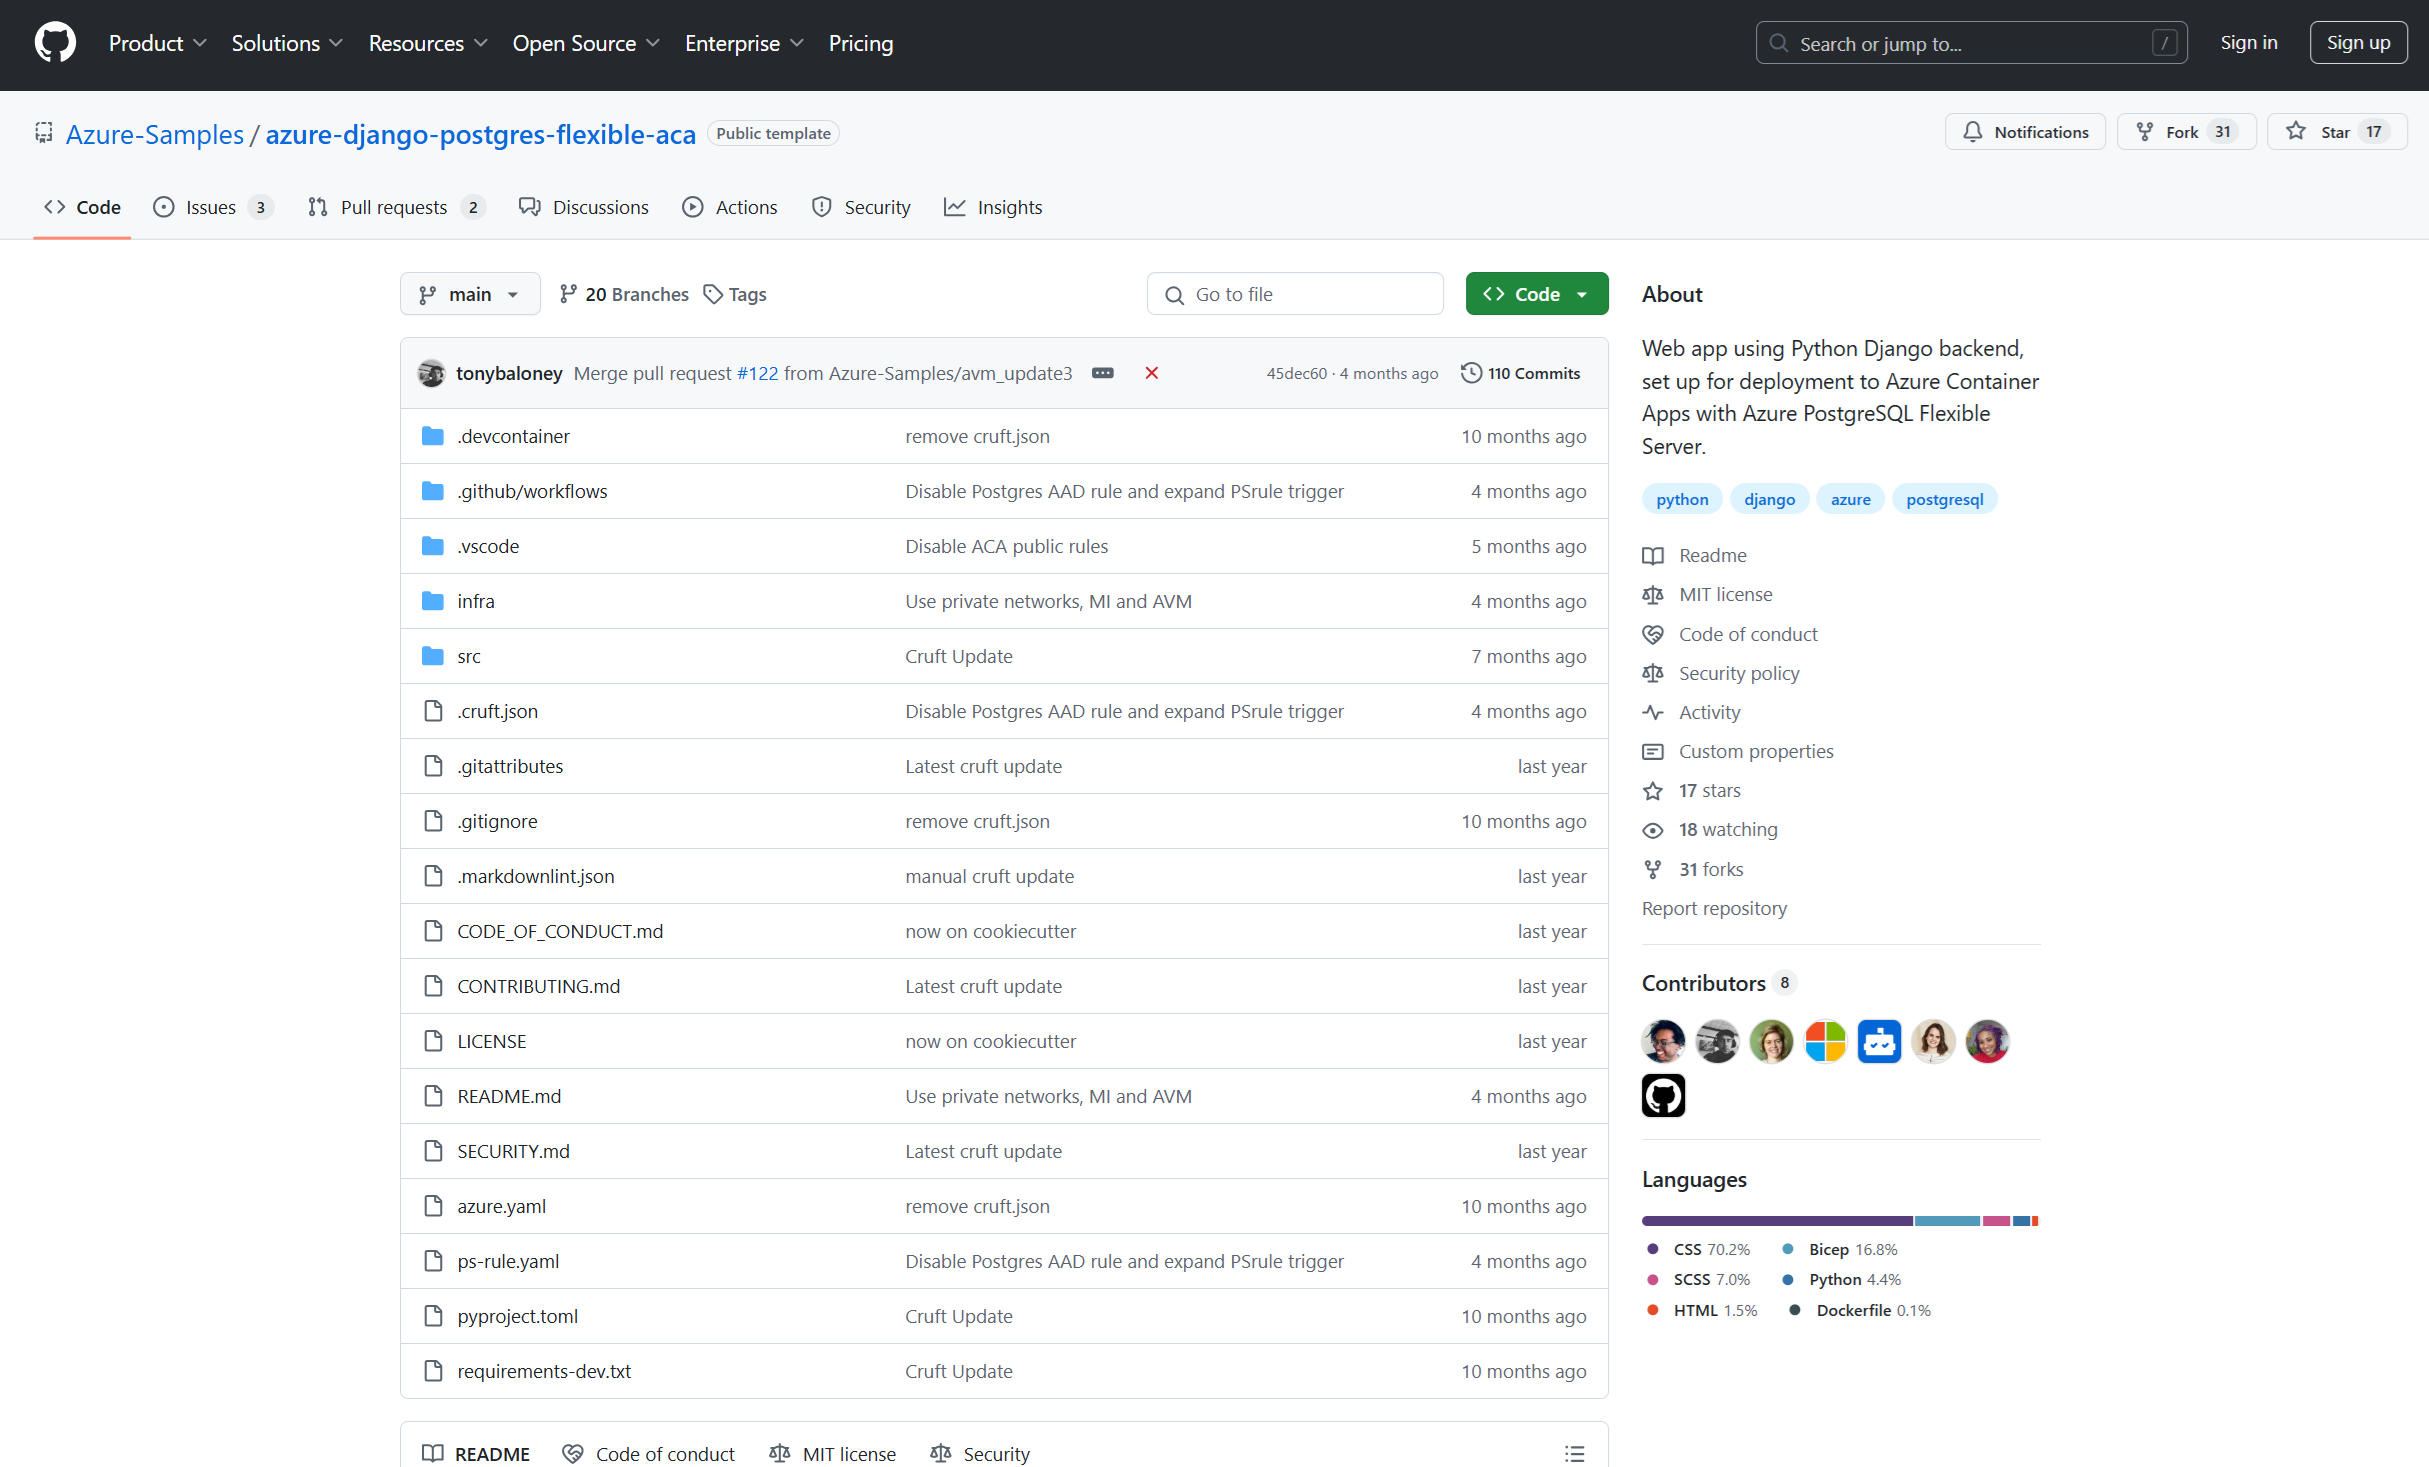 Product Solutions Resources Open Source Enterprise Pricing Search or jump to... / Sign in Sign up
Azure-Samples / azure-django-postgres-flexible-aca Public template Notifications Fork 31 Star 17
Code Issues 3 Pull requests 2 Discussions Actions Security Insights
main 20 Branches Tags Go to file Code
tonybaloney Merge pull request #122 from Azure-Samples/avm_update3 45dec60 · 4 months ago 110 Commits
.devcontainer remove cruft.json 10 months ago
.github/workflows Disable Postgres AAD rule and expand PSrule trigger 4 months ago
.vscode Disable ACA public rules 5 months ago
infra Use private networks, MI and AVM 4 months ago
src Cruft Update 7 months ago
.cruft.json Disable Postgres AAD rule and expand PSrule trigger 4 months ago
.gitattributes Latest cruft update last year
.gitignore remove cruft.json 10 months ago
.markdownlint.json manual cruft update last year
CODE_OF_CONDUCT.md now on cookiecutter last year
CONTRIBUTING.md Latest cruft update last year
LICENSE now on cookiecutter last year
README.md Use private networks, MI and AVM 4 months ago
SECURITY.md Latest cruft update last year
azure.yaml remove cruft.json 10 months ago
ps-rule.yaml Disable Postgres AAD rule and expand PSrule trigger 4 months ago
pyproject.toml Cruft Update 10 months ago
requirements-dev.txt Cruft Update 10 months ago
README Code of conduct MIT license Security
About
Web app using Python Django backend,
set up for deployment to Azure Container
Apps with Azure PostgreSQL Flexible
Server.
python django azure postgresql
Readme
MIT license
Code of conduct
Security policy
Activity
Custom properties
17 stars
18 watching
31 forks
Report repository
Contributors 8
Languages
CSS 70.2% Bicep 16.8%
SCSS 7.0% Python 4.4%
HTML 1.5% Dockerfile 0.1%